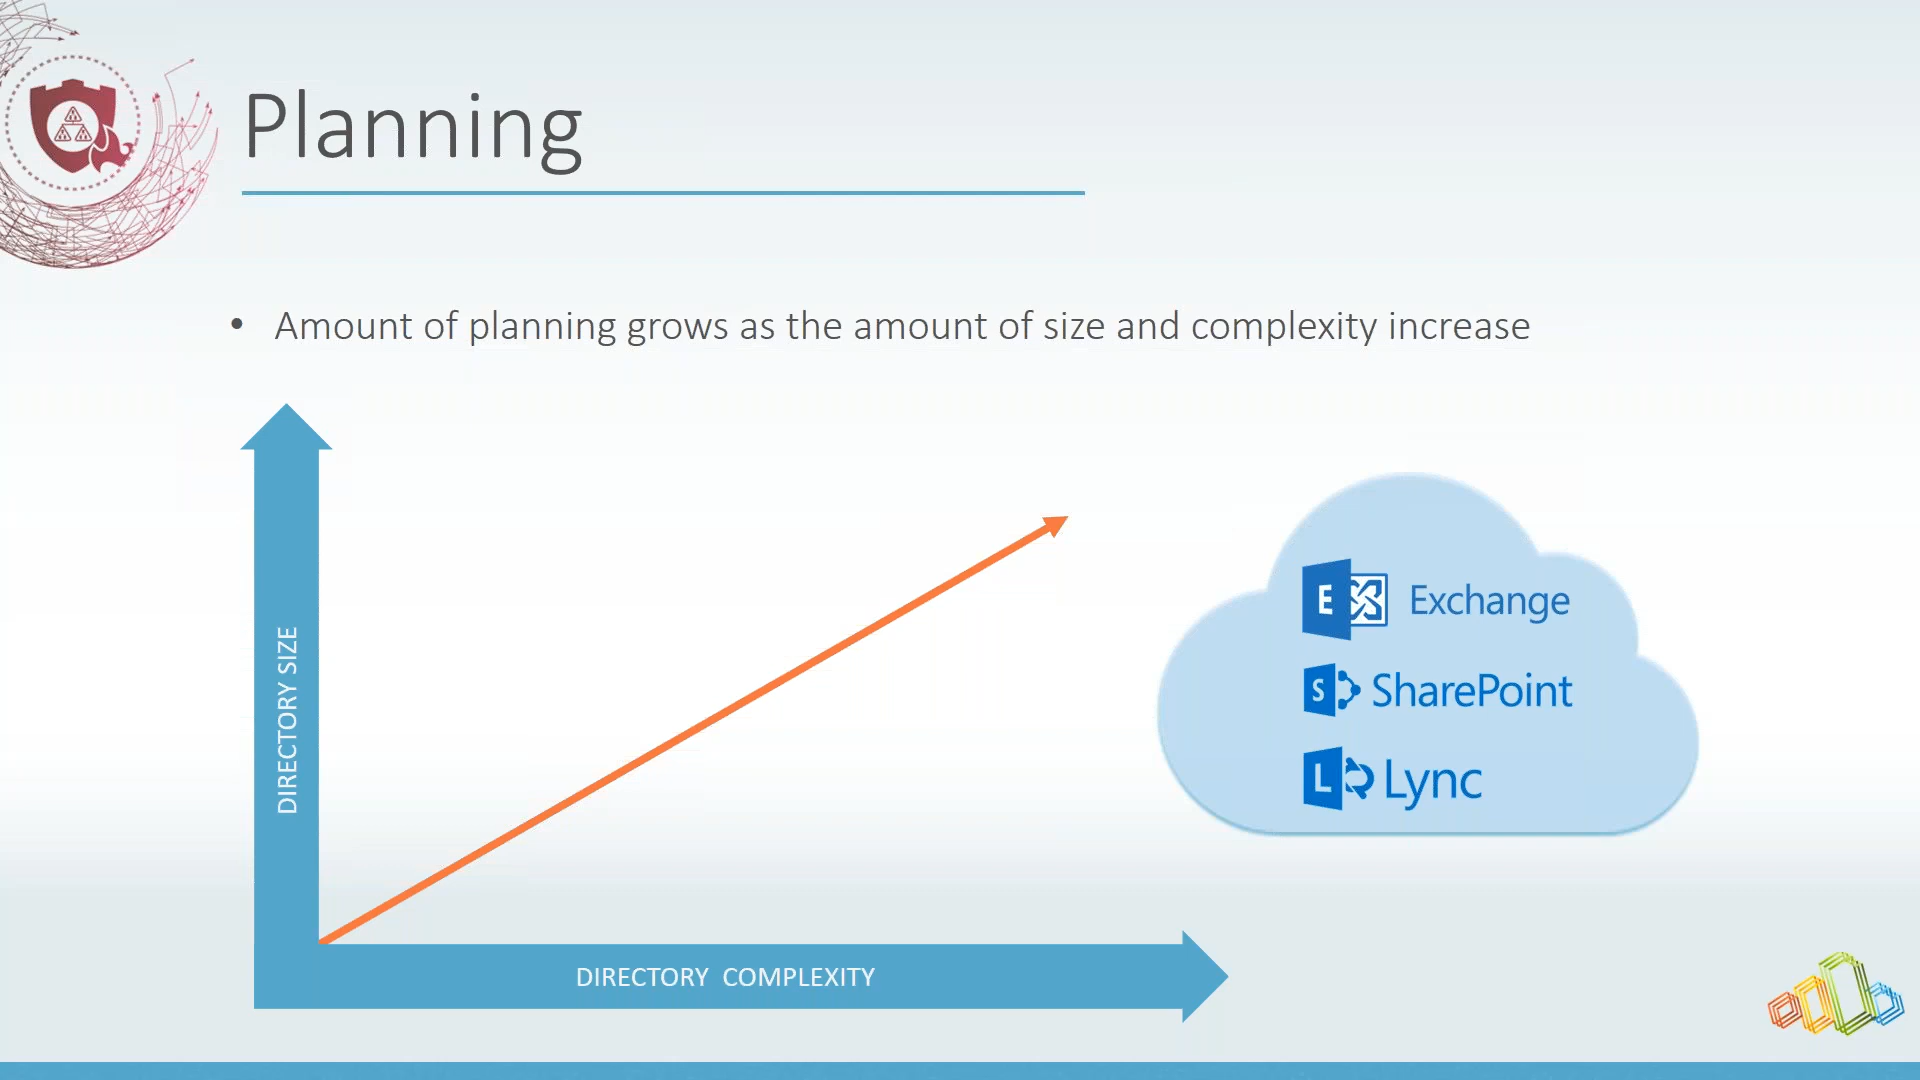 Planning
• Amount of planning grows as the amount of size and complexity increase
DIRECTORY SIZE
E Exchange
S SharePoint
L Lync
DIRECTORY COMPLEXITY